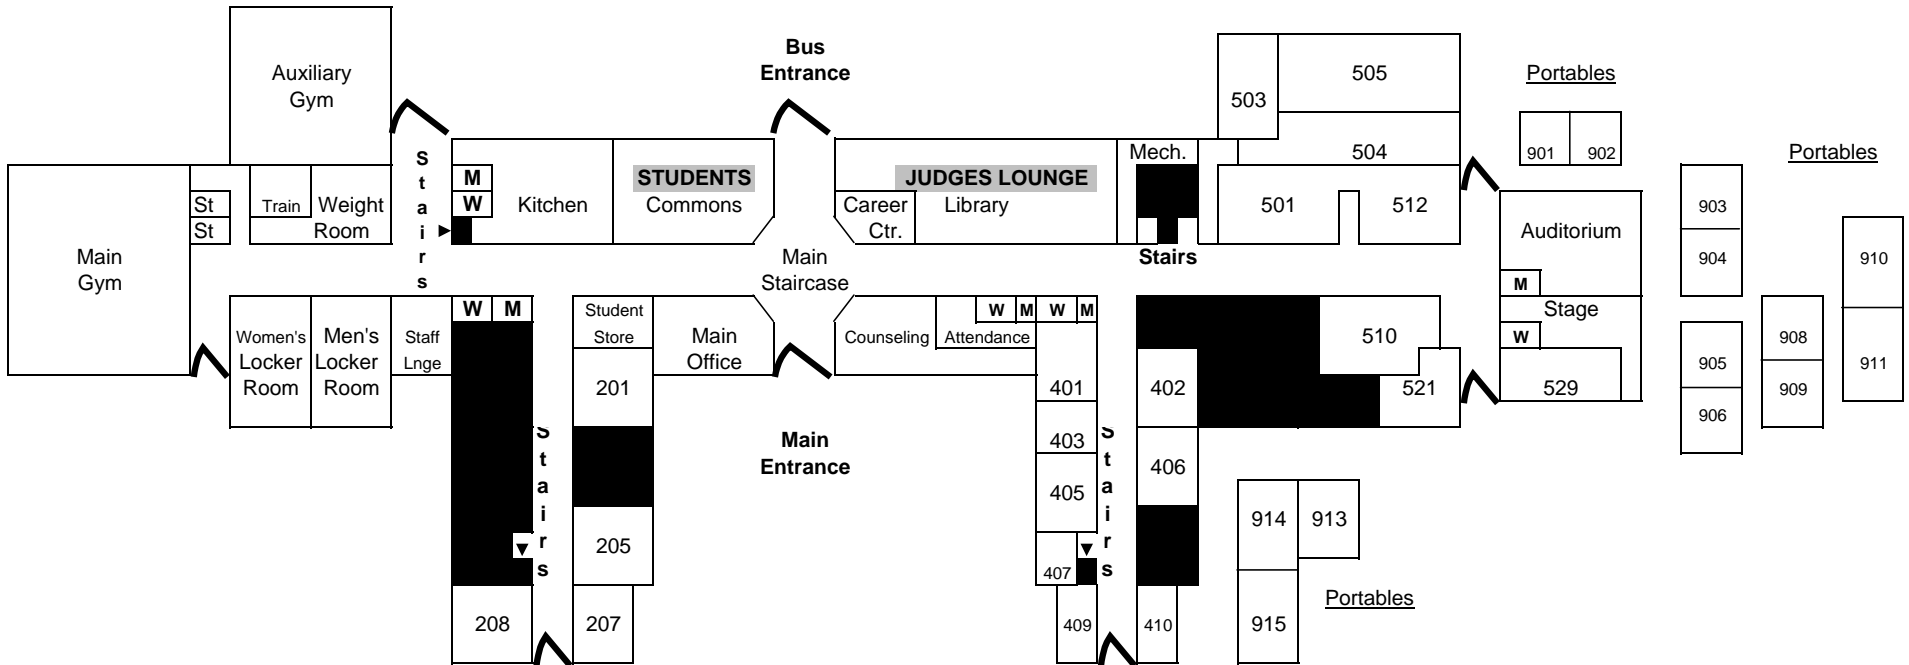 Bus
Entrance
Auxiliary
Gym
503
505
504
Portables
901
902
Portables
Main
Gym
St
St
Train
Weight
Room
Stairs
M
W
Kitchen
STUDENTS
Commons
Career
Ctr.
JUDGES LOUNGE
Library
Mech.
Stairs
501
512
Auditorium
M
Stage
W
529
903
904
910
911
Main
Staircase
Women's
Locker
Room
Men's
Locker
Room
Staff
Lnge
W
M
Student
Store
Main
Office
Counseling
Attendance
W
M
W
M
510
521
905
906
908
909
201
205
207
208
Stairs
Main
Entrance
401
403
405
407
409
Stairs
402
406
410
914
913
915
Portables